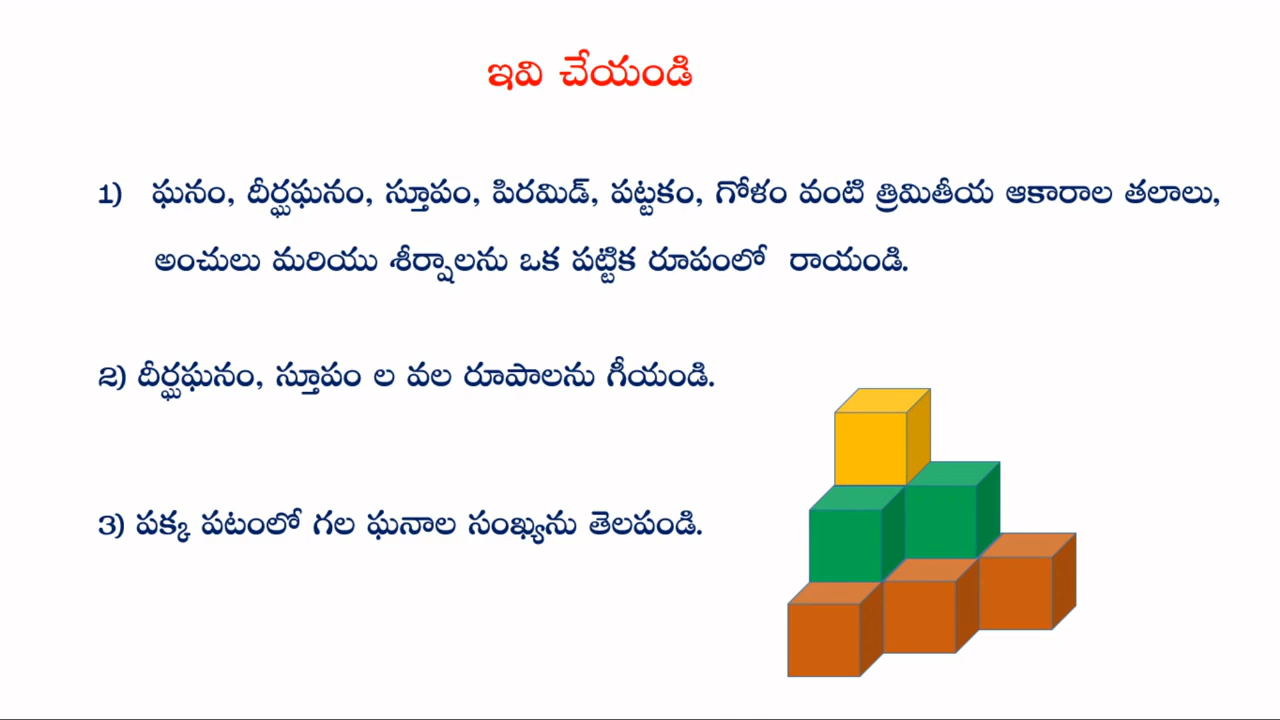 ఇవి చేయండి
1) ఘనం, దీర్ఘఘనం, స్తూపం, పిరమిడ్, పట్టకం, గోళం వంటి త్రిమితీయ ఆకారాల తలాలు,
అంచులు మరియు శీర్షాలను ఒక పట్టిక రూపంలో రాయండి.
2) దీర్ఘఘనం, స్తూపం ల వల రూపాలను గీయండి.
3) పక్క పటంలో గల ఘనాల సంఖ్యను తెలపండి.